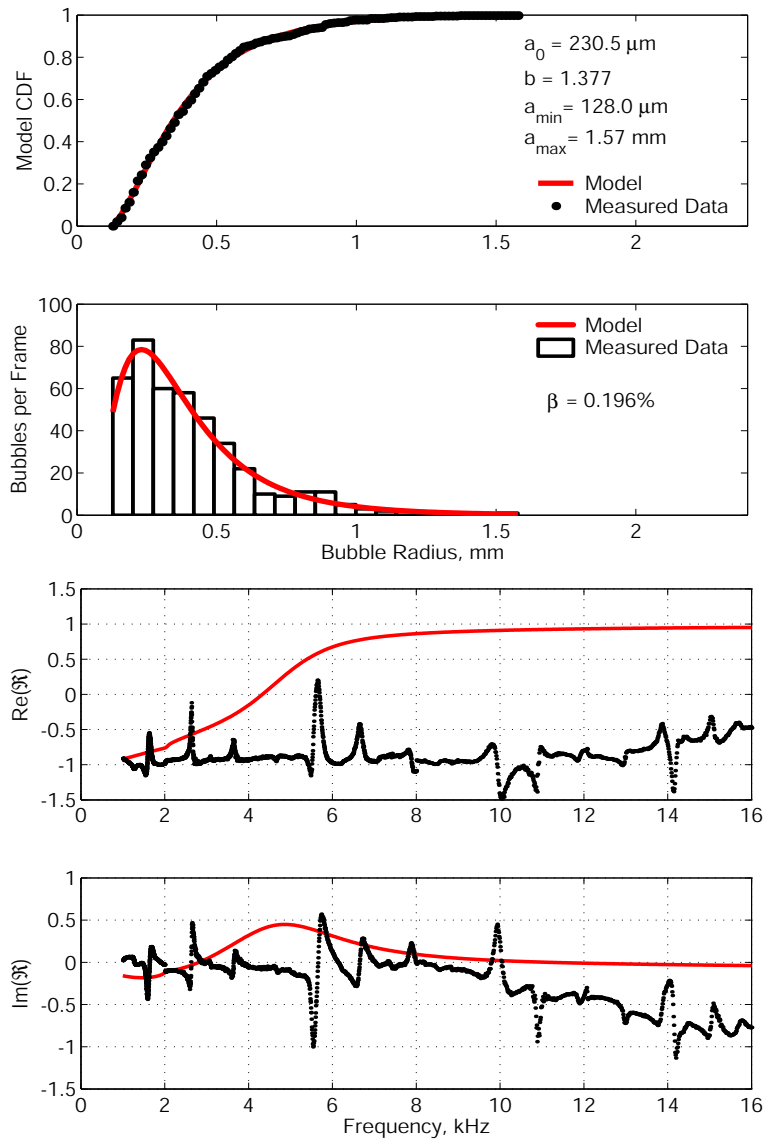 1
0.8
0.6
0.4
0.2
0
Model CDF
a0 = 230.5 μm
b = 1.377
amin= 128.0 μm
amax= 1.57 mm
Model
Measured Data
0 0.5 1 1.5 2
100
80
60
40
20
0
Bubbles per Frame
Model
Measured Data
β = 0.196%
0 0.5 1 1.5 2
Bubble Radius, mm
1.5
1
0.5
0
-0.5
-1
-1.5
Re(ℜ)
0 2 4 6 8 10 12 14 16
1
0.5
0
-0.5
-1
-1.5
Im(ℜ)
0 2 4 6 8 10 12 14 16
Frequency, kHz